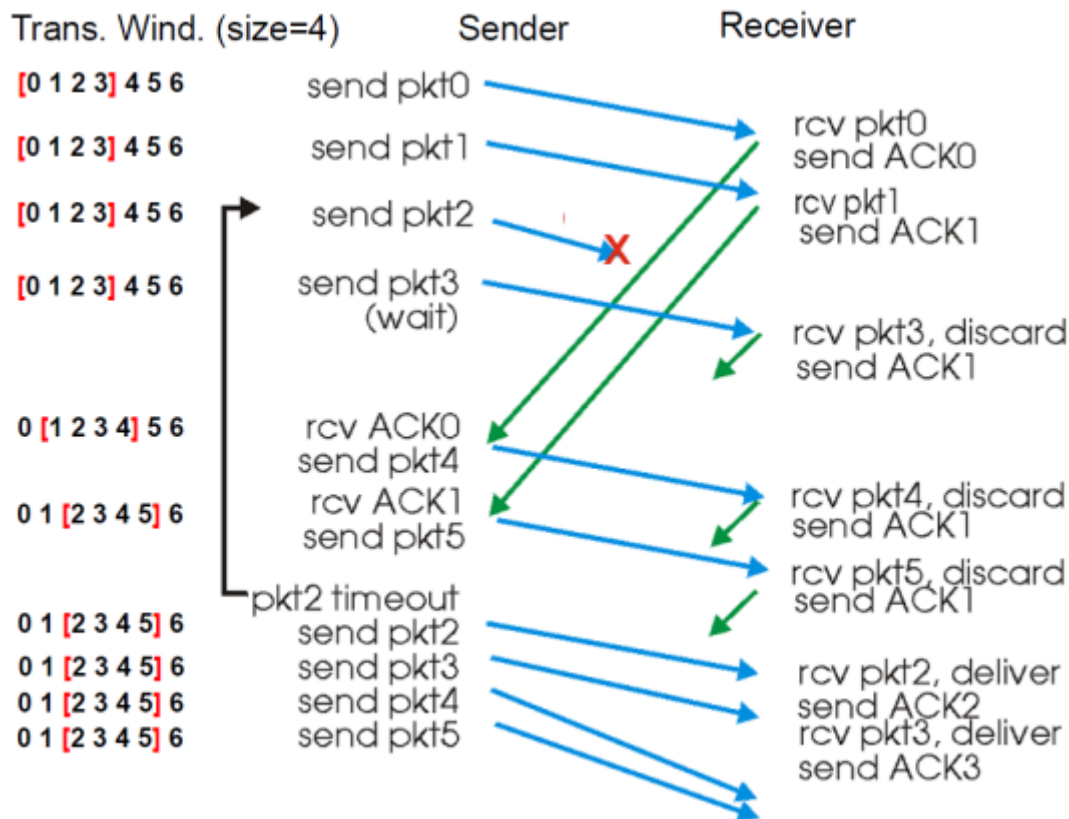 Trans. Wind. (size=4) Sender Receiver
[0 1 2 3] 4 5 6 send pkt0
rcv pkt0
[0 1 2 3] 4 5 6 send pkt1 send ACK0
rcv pkt1
[0 1 2 3] 4 5 6 send pkt2 send ACK1
X
[0 1 2 3] 4 5 6 send pkt3
(wait) rcv pkt3, discard
send ACK1
0 [1 2 3 4] 5 6 rcv ACK0
send pkt4
rcv ACK1 rcv pkt4, discard
0 1 [2 3 4 5] 6 send pkt5 send ACK1
rcv pkt5, discard
pkt2 timeout send ACK1
0 1 [2 3 4 5] 6 send pkt2
0 1 [2 3 4 5] 6 send pkt3 rcv pkt2, deliver
0 1 [2 3 4 5] 6 send pkt4 send ACK2
0 1 [2 3 4 5] 6 send pkt5 rcv pkt3, deliver
send ACK3